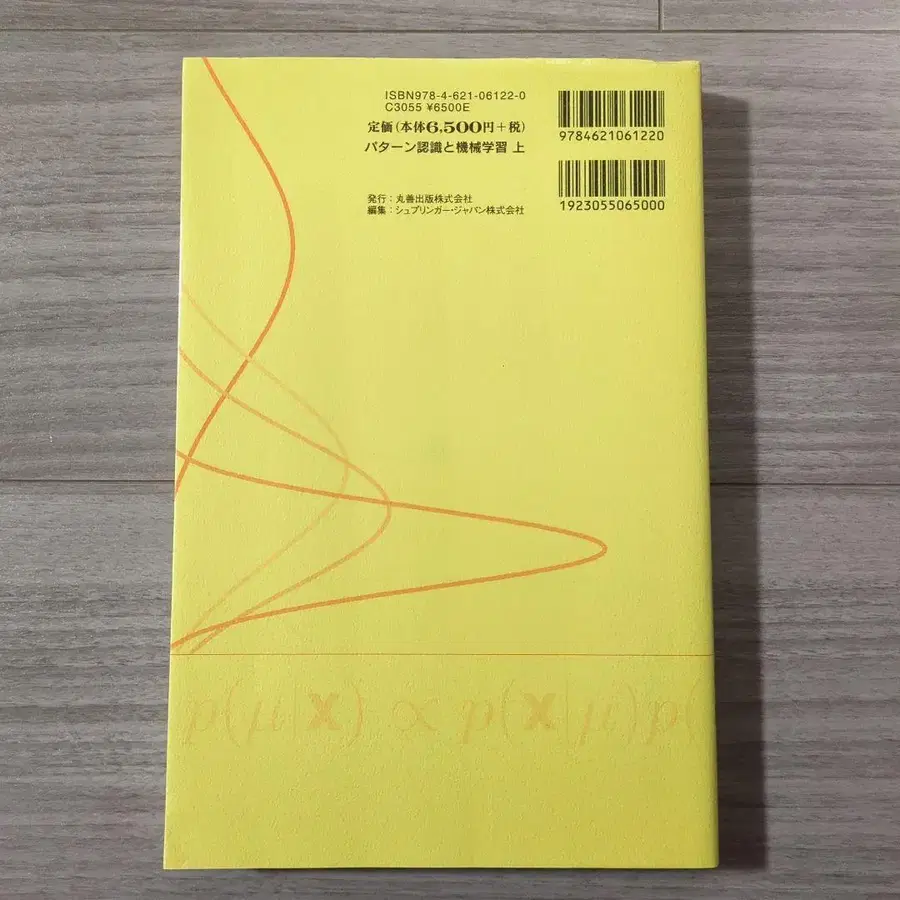 ISBN978-4-621-06122-0
C3055 ¥6500E
定価(本体6,500円+税)
パターン認識と機械学習 上
発行:丸善出版株式会社
編集:シュプリンガー・ジャパン株式会社
9784621061220
1923055065000
p(μ|x) ∝ p(x|μ)p(